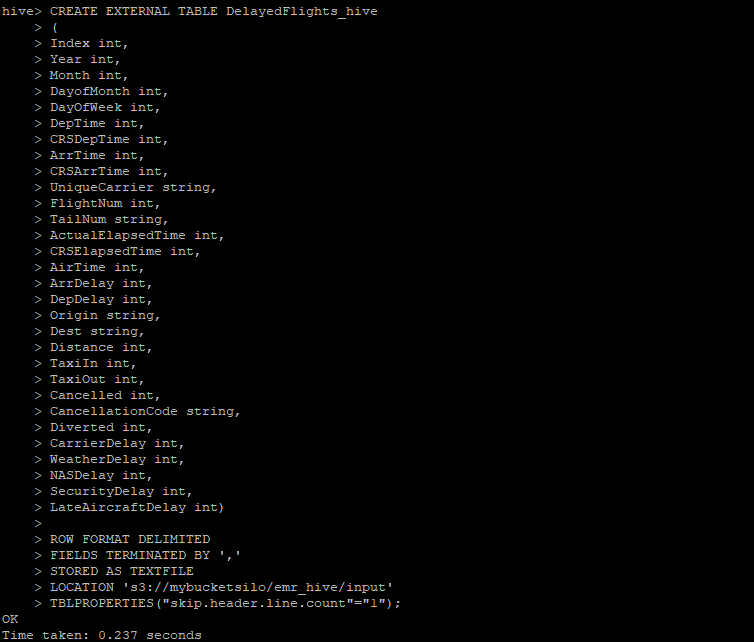 hive> CREATE EXTERNAL TABLE DelayedFlights_hive
    > (
    > Index int,
    > Year int,
    > Month int,
    > DayofMonth int,
    > DayOfWeek int,
    > DepTime int,
    > CRSDepTime int,
    > ArrTime int,
    > CRSArrTime int,
    > UniqueCarrier string,
    > FlightNum int,
    > TailNum string,
    > ActualElapsedTime int,
    > CRSElapsedTime int,
    > AirTime int,
    > ArrDelay int,
    > DepDelay int,
    > Origin string,
    > Dest string,
    > Distance int,
    > TaxiIn int,
    > TaxiOut int,
    > Cancelled int,
    > CancellationCode string,
    > Diverted int,
    > CarrierDelay int,
    > WeatherDelay int,
    > NASDelay int,
    > SecurityDelay int,
    > LateAircraftDelay int)
    >
    > ROW FORMAT DELIMITED
    > FIELDS TERMINATED BY ','
    > STORED AS TEXTFILE
    > LOCATION 's3://mybucketsilo/emr_hive/input'
    > TBLPROPERTIES("skip.header.line.count"="1");
OK
Time taken: 0.237 seconds